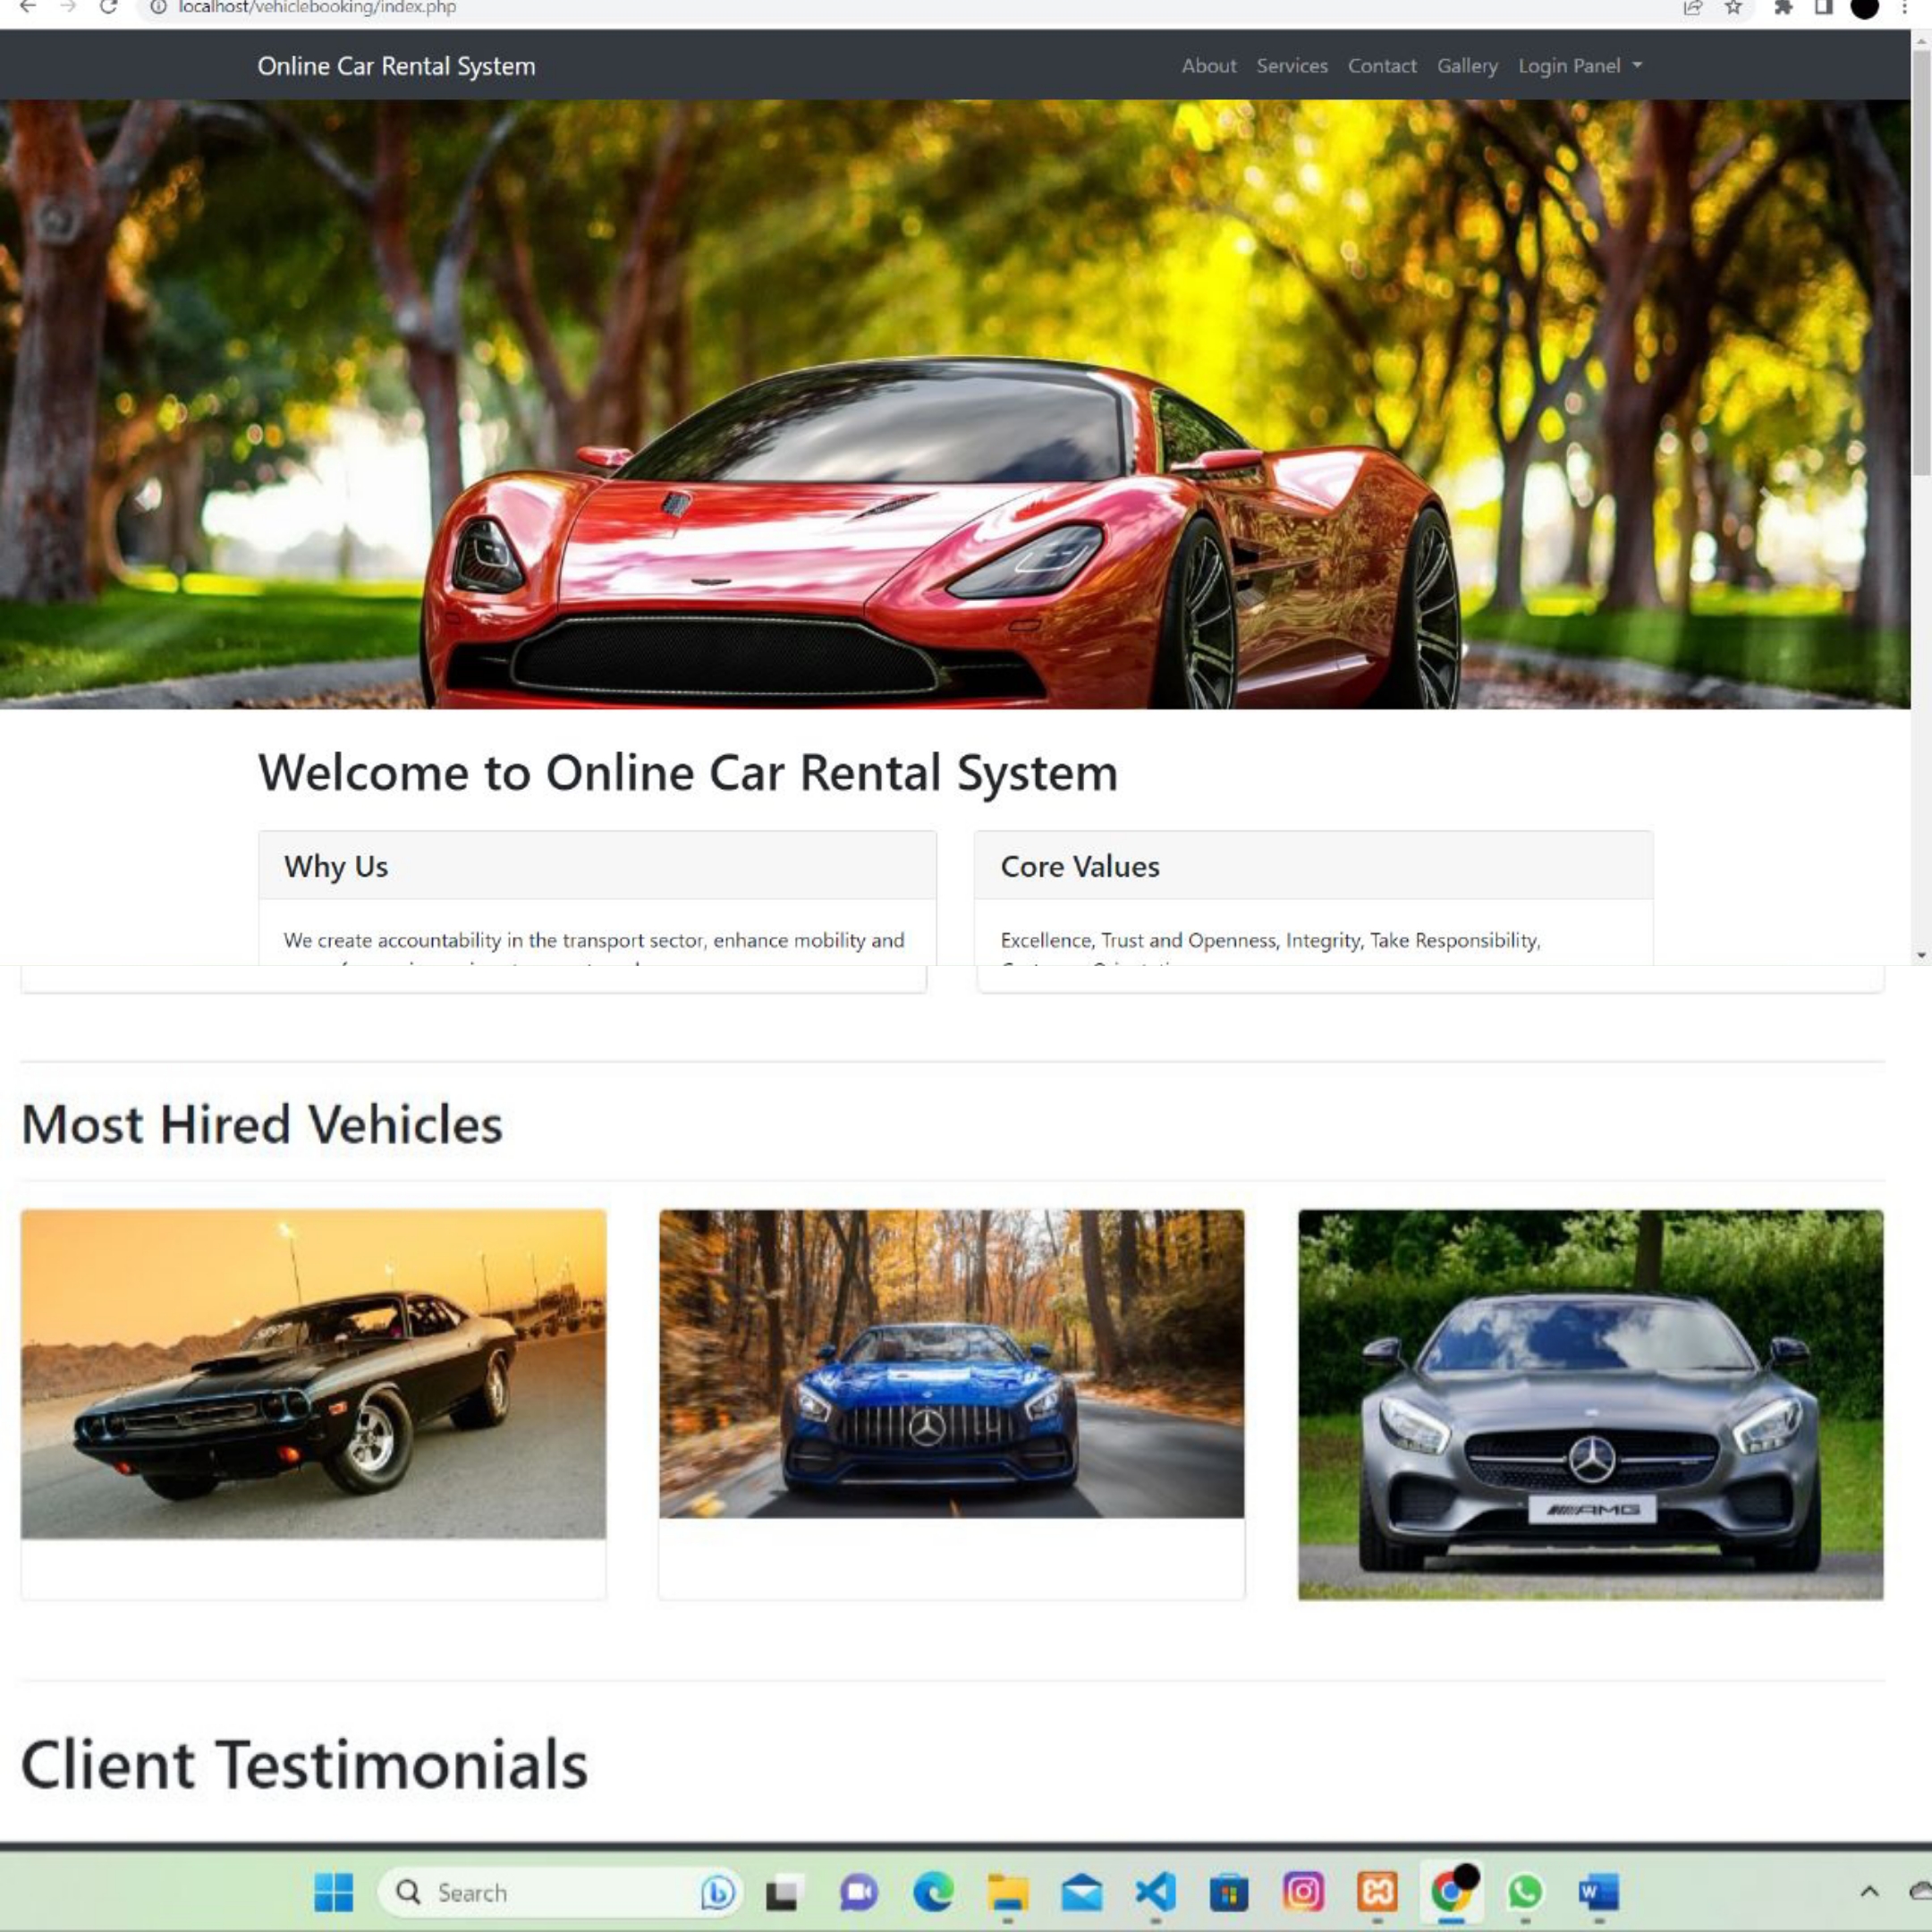 localhost/vehiclebooking/index.php
Online Car Rental System
About Services Contact Gallery Login Panel
Welcome to Online Car Rental System
Why Us
We create accountability in the transport sector, enhance mobility and
Core Values
Excellence, Trust and Openness, Integrity, Take Responsibility,
Most Hired Vehicles
AMG
Client Testimonials
Search